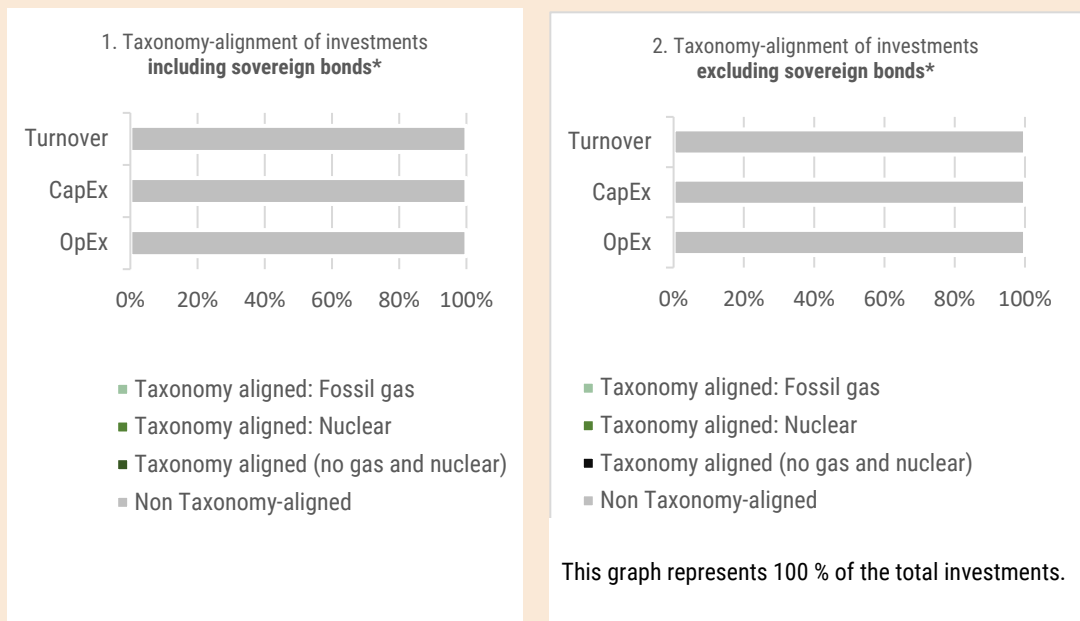 1. Taxonomy-alignment of investments
including sovereign bonds*
Turnover
CapEx
OpEx
0% 20% 40% 60% 80% 100%
Taxonomy aligned: Fossil gas
Taxonomy aligned: Nuclear
Taxonomy aligned (no gas and nuclear)
Non Taxonomy-aligned
2. Taxonomy-alignment of investments
excluding sovereign bonds*
Turnover
CapEx
OpEx
0% 20% 40% 60% 80% 100%
Taxonomy aligned: Fossil gas
Taxonomy aligned: Nuclear
Taxonomy aligned (no gas and nuclear)
Non Taxonomy-aligned
This graph represents 100 % of the total investments.